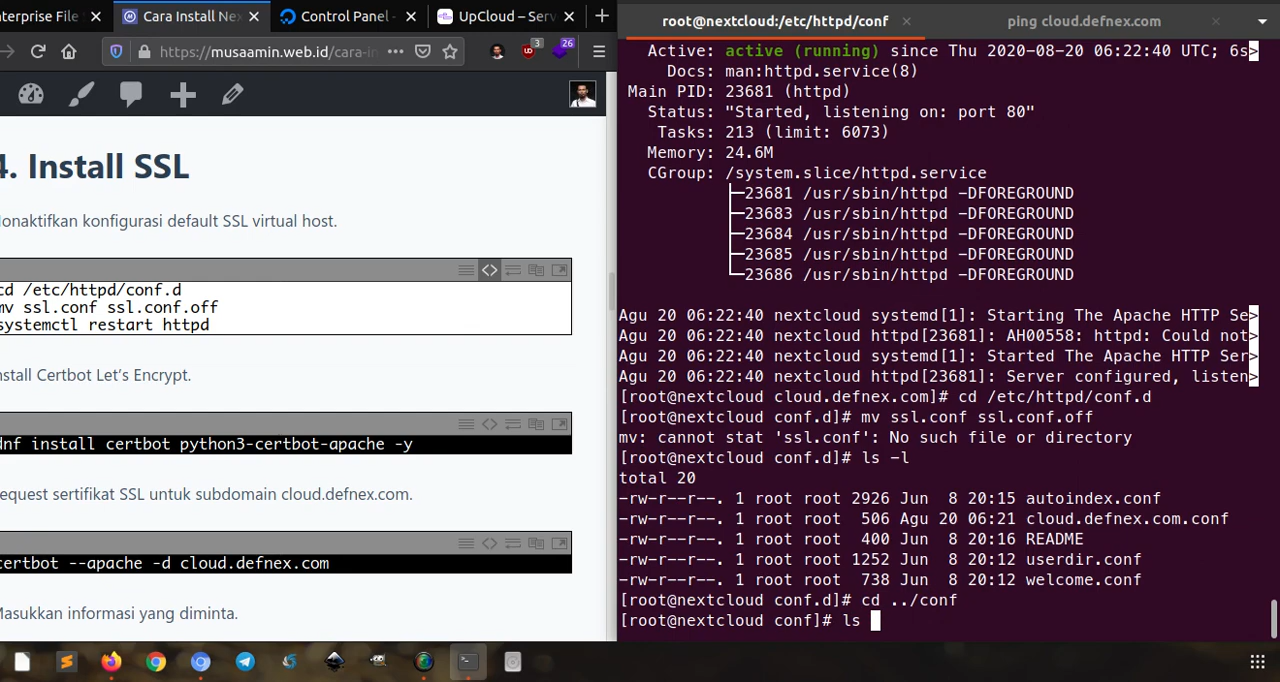 terprise File
Cara Install Nex
Control Panel -
UpCloud – Serv
https://musaamin.web.id/cara-in
3
26
4. Install SSL
onaktifkan konfigurasi default SSL virtual host.
cd /etc/httpd/conf.d
mv ssl.conf ssl.conf.off
systemctl restart httpd
nstall Certbot Let’s Encrypt.
dnf install certbot python3-certbot-apache -y
equest sertifikat SSL untuk subdomain cloud.defnex.com.
certbot --apache -d cloud.defnex.com
Masukkan informasi yang diminta.
root@nextcloud:/etc/httpd/conf
ping cloud.defnex.com
Active: active (running) since Thu 2020-08-20 06:22:40 UTC; 6s>
Docs: man:httpd.service(8)
Main PID: 23681 (httpd)
Status: "Started, listening on: port 80"
Tasks: 213 (limit: 6073)
Memory: 24.6M
CGroup: /system.slice/httpd.service
├─23681 /usr/sbin/httpd -DFOREGROUND
├─23683 /usr/sbin/httpd -DFOREGROUND
├─23684 /usr/sbin/httpd -DFOREGROUND
├─23685 /usr/sbin/httpd -DFOREGROUND
└─23686 /usr/sbin/httpd -DFOREGROUND
Agu 20 06:22:40 nextcloud systemd[1]: Starting The Apache HTTP Se>
Agu 20 06:22:40 nextcloud httpd[23681]: AH00558: httpd: Could not>
Agu 20 06:22:40 nextcloud systemd[1]: Started The Apache HTTP Ser>
Agu 20 06:22:40 nextcloud httpd[23681]: Server configured, listen>
[root@nextcloud cloud.defnex.com]# cd /etc/httpd/conf.d
[root@nextcloud conf.d]# mv ssl.conf ssl.conf.off
mv: cannot stat 'ssl.conf': No such file or directory
[root@nextcloud conf.d]# ls -l
total 20
-rw-r--r--. 1 root root 2926 Jun  8 20:15 autoindex.conf
-rw-r--r--. 1 root root  506 Agu 20 06:21 cloud.defnex.com.conf
-rw-r--r--. 1 root root  400 Jun  8 20:16 README
-rw-r--r--. 1 root root 1252 Jun  8 20:12 userdir.conf
-rw-r--r--. 1 root root  738 Jun  8 20:12 welcome.conf
[root@nextcloud conf.d]# cd ../conf
[root@nextcloud conf]# ls